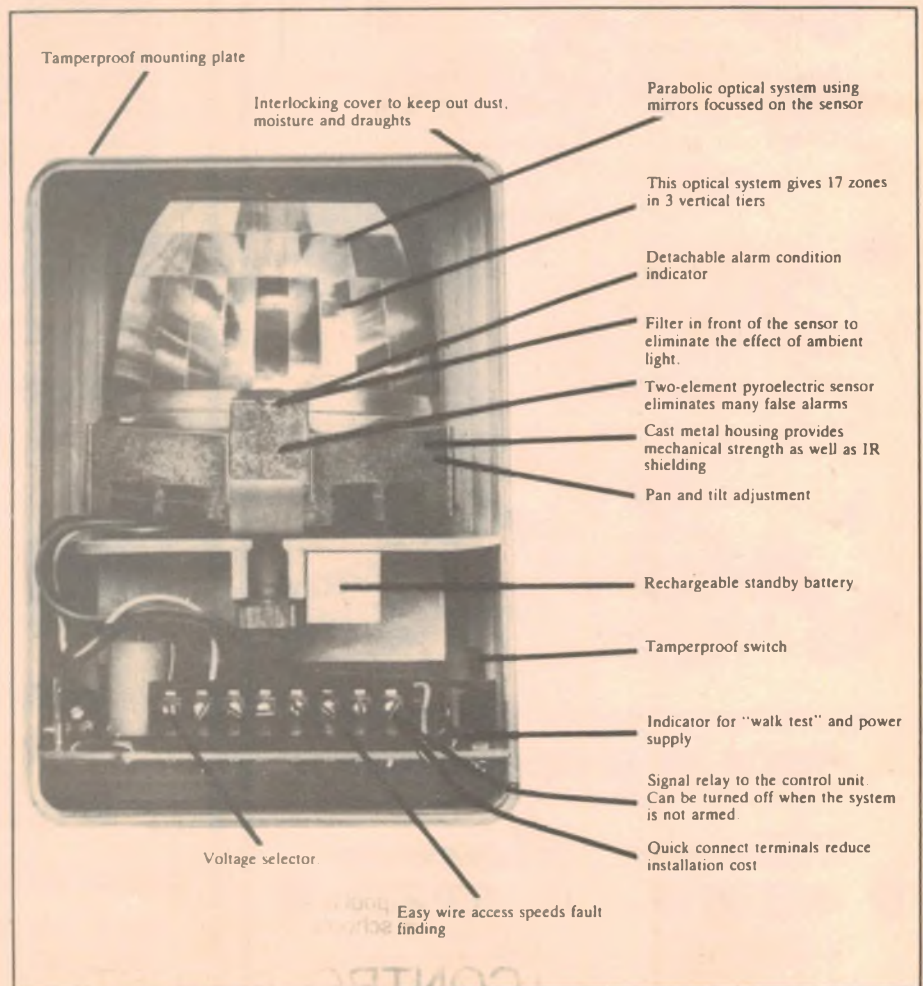 Tamperproof mounting plate
Interlocking cover to keep out dust,
moisture and draughts
Parabolic optical system using
mirrors focussed on the sensor
This optical system gives 17 zones
in 3 vertical tiers
Detachable alarm condition
indicator
Filter in front of the sensor to
eliminate the effect of ambient
light.
Two-element pyroelectric sensor
eliminates many false alarms
Cast metal housing provides
mechanical strength as well as IR
shielding
Pan and tilt adjustment
Rechargeable standby battery
Tamperproof switch
Indicator for "walk test" and power
supply
Signal relay to the control unit.
Can be turned off when the system
is not armed
Quick connect terminals reduce
installation cost
Voltage selector
Easy wire access speeds fault
finding